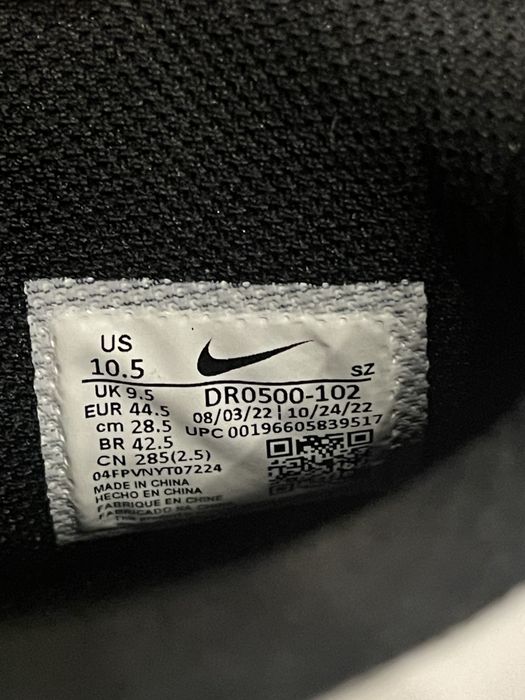 US
10.5
SZ
UK 9.5
DR0500-102
EUR 44.5
08/03/22 | 10/24/22
cm 28.5
UPC 00196605839517
BR 42.5
CN 285(2.5)
04FPVNYT07224
MADE IN CHINA
HECHO EN CHINA
FABRIQUE EN CHINE
FABRICADO NA